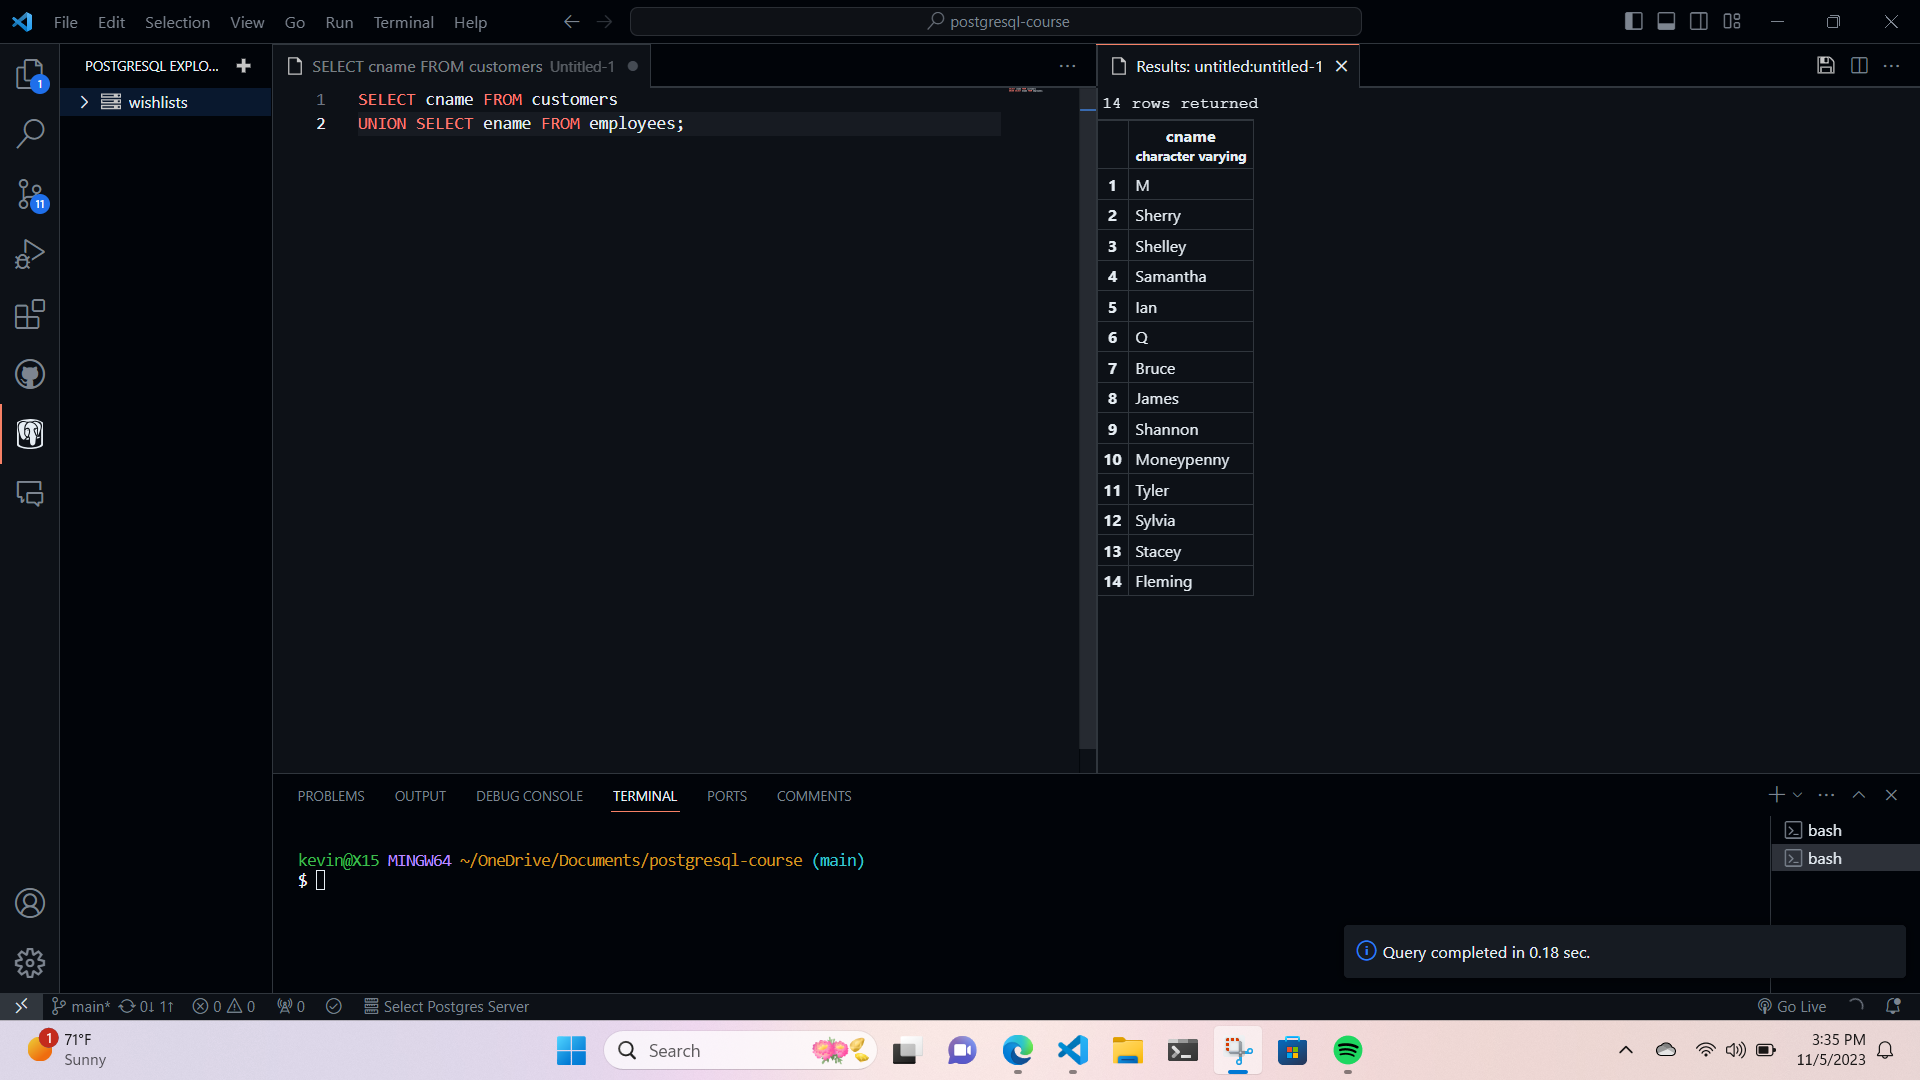 File Edit Selection View Go Run Terminal Help
postgresql-course
POSTGRESQL EXPLO...
SELECT cname FROM customers Untitled-1
Results: untitled:untitled-1
1
wishlists
11
1 SELECT cname FROM customers
2 UNION SELECT ename FROM employees;
14 rows returned
cname
character varying
1 M
2 Sherry
3 Shelley
4 Samantha
5 Ian
6 Q
7 Bruce
8 James
9 Shannon
10 Moneypenny
11 Tyler
12 Sylvia
13 Stacey
14 Fleming
PROBLEMS OUTPUT DEBUG CONSOLE TERMINAL PORTS COMMENTS
kevin@X15 MINGW64 ~/OneDrive/Documents/postgresql-course (main)
$
bash
bash
Query completed in 0.18 sec.
main* 0↓ 1↑ 0 0 0 Select Postgres Server Go Live
1
71°F
Sunny
Search
3:35 PM
11/5/2023